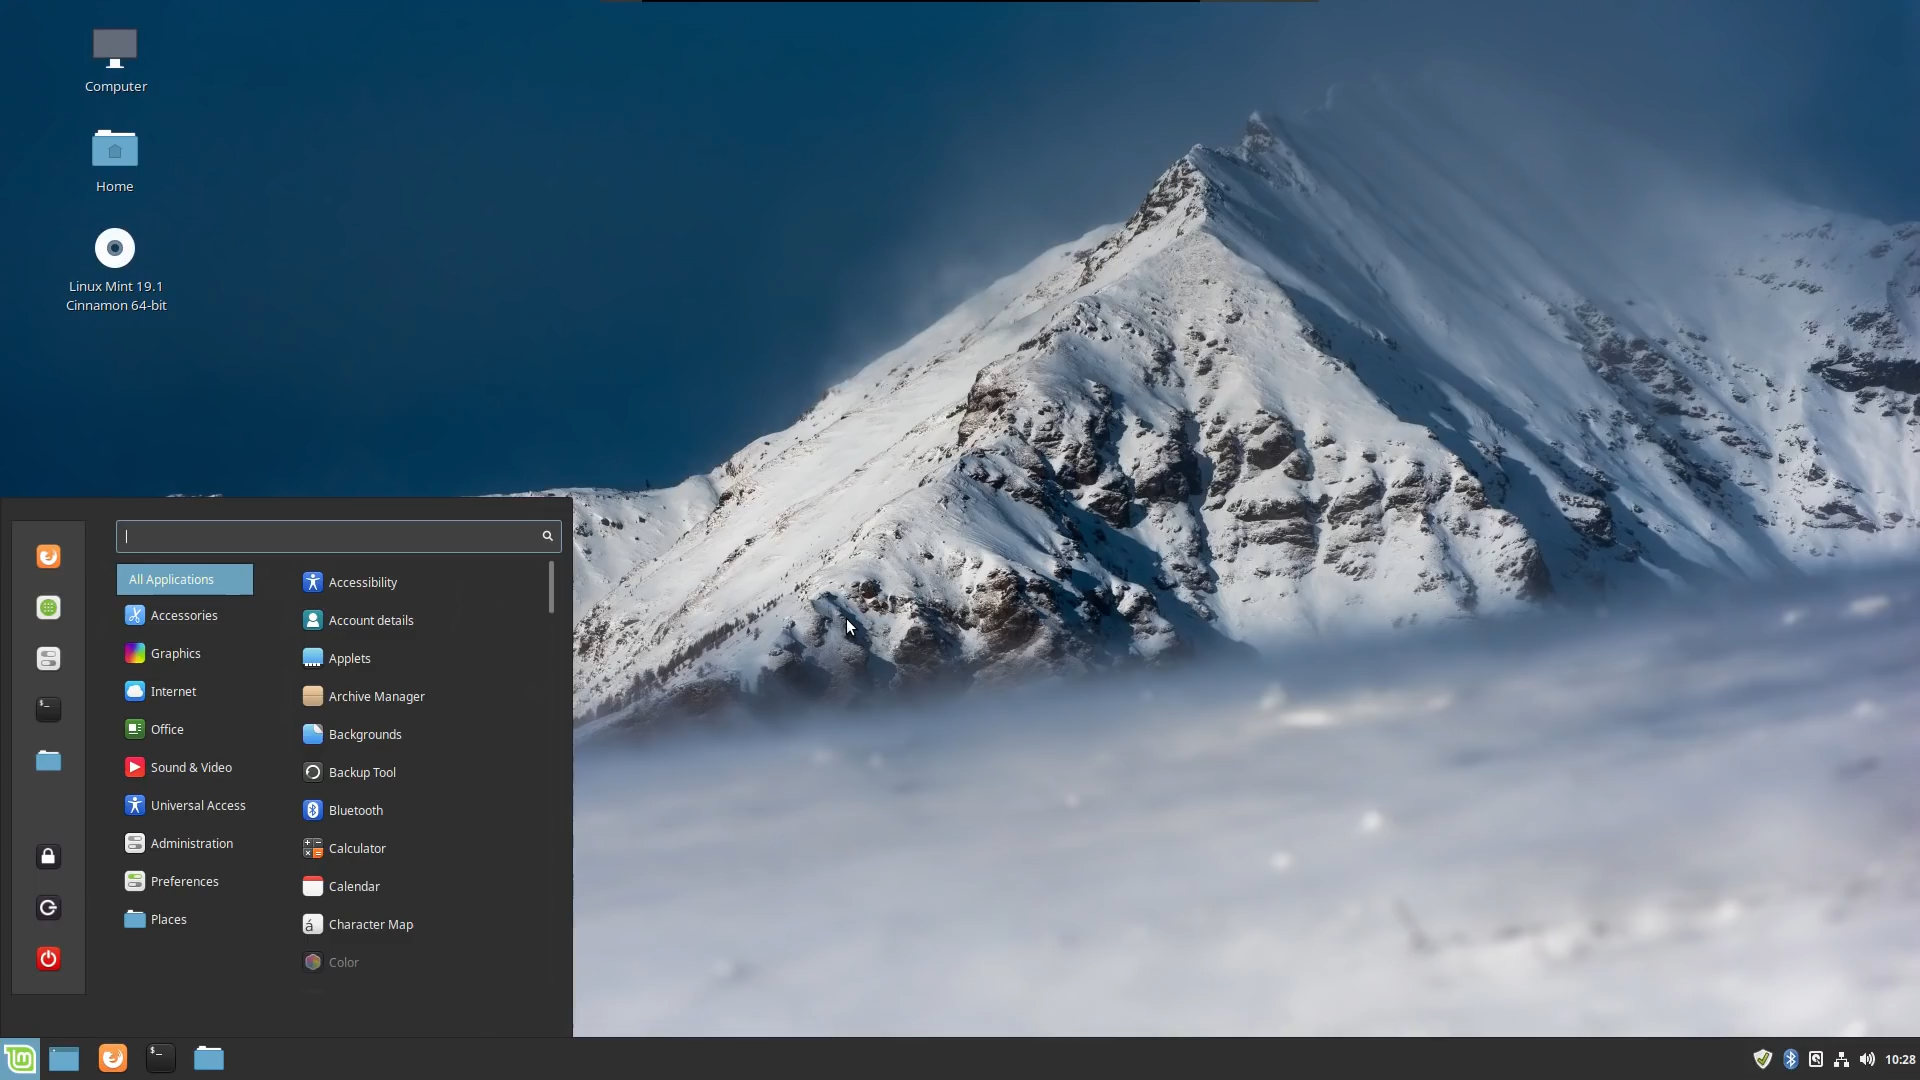 Computer
Home
Linux Mint 19.1
Cinnamon 64-bit
All Applications
Accessories
Graphics
Internet
Office
Sound & Video
Universal Access
Administration
Preferences
Places
Accessibility
Account details
Applets
Archive Manager
Backgrounds
Backup Tool
Bluetooth
Calculator
Calendar
Character Map
Color
10:28